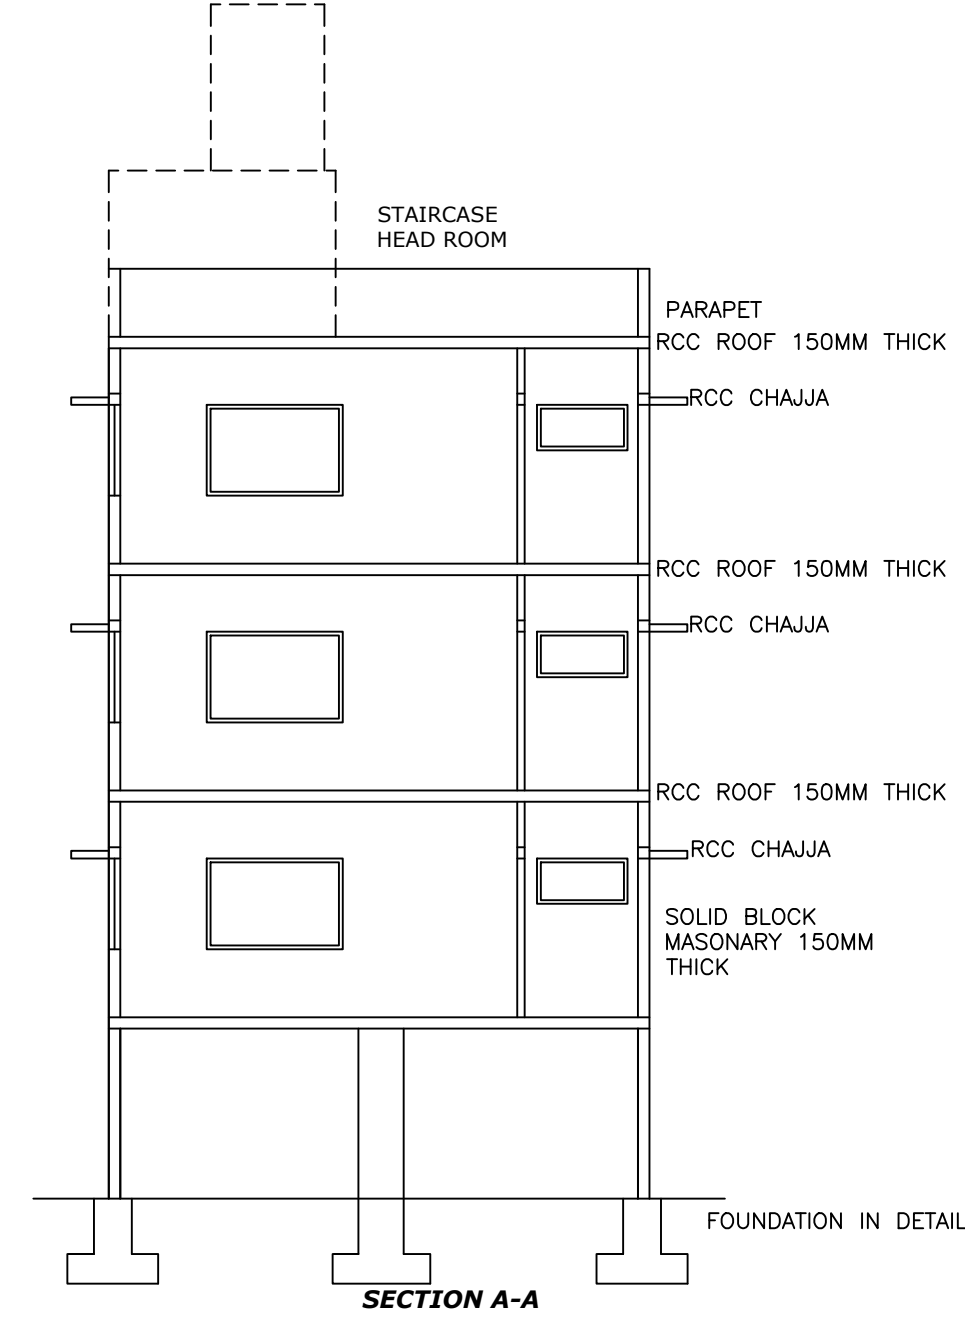 STAIRCASE
HEAD ROOM
PARAPET
RCC ROOF 150MM THICK
RCC CHAJJA
RCC ROOF 150MM THICK
RCC CHAJJA
RCC ROOF 150MM THICK
RCC CHAJJA
SOLID BLOCK
MASONARY 150MM
THICK
FOUNDATION IN DETAIL
SECTION A-A